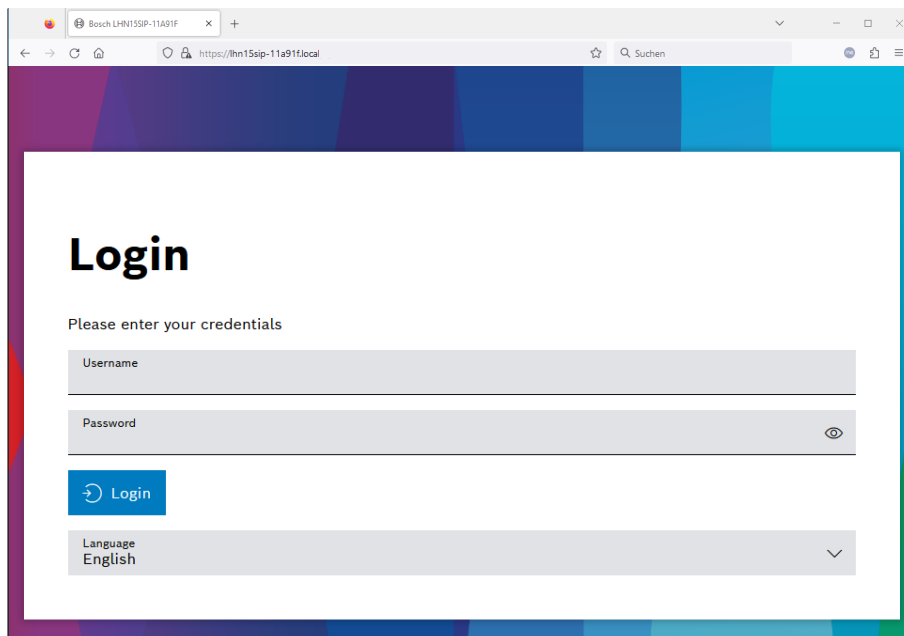 Bosch LHN15SIP-11A91F
https://lhn15sip-11a91f.local
Suchen
Login
Please enter your credentials
Username
Password
Login
Language
English